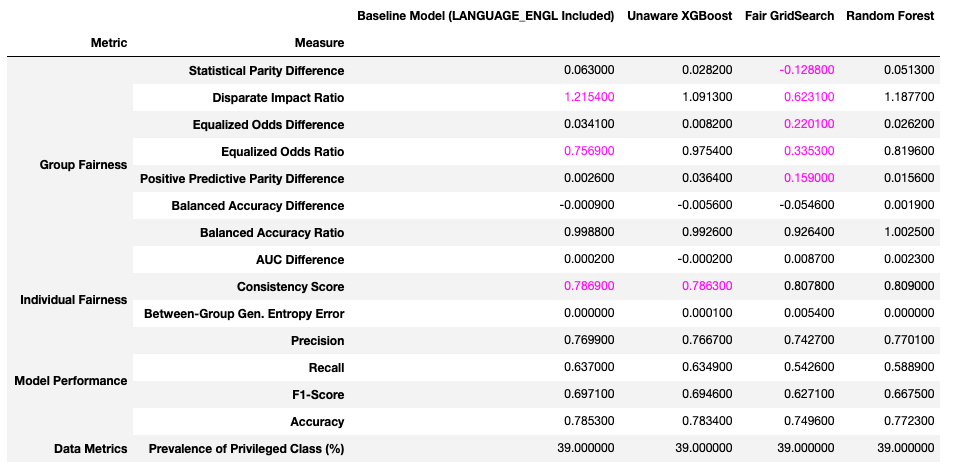 Baseline Model (LANGUAGE_ENGL Included) Unaware XGBoost Fair GridSearch Random Forest
Metric Measure
Group Fairness
Statistical Parity Difference 0.063000 0.028200 -0.128800 0.051300
Disparate Impact Ratio 1.215400 1.091300 0.623100 1.187700
Equalized Odds Difference 0.034100 0.008200 0.220100 0.026200
Equalized Odds Ratio 0.756900 0.975400 0.335300 0.819600
Positive Predictive Parity Difference 0.002600 0.036400 0.159000 0.015600
Balanced Accuracy Difference -0.000900 -0.005600 -0.054600 0.001900
Balanced Accuracy Ratio 0.998800 0.992600 0.926400 1.002500
AUC Difference 0.000200 -0.000200 0.008700 0.002300
Individual Fairness
Consistency Score 0.786900 0.786300 0.807800 0.809000
Between-Group Gen. Entropy Error 0.000000 0.000100 0.005400 0.000000
Model Performance
Precision 0.769900 0.766700 0.742700 0.770100
Recall 0.637000 0.634900 0.542600 0.588900
F1-Score 0.697100 0.694600 0.627100 0.667500
Accuracy 0.785300 0.783400 0.749600 0.772300
Data Metrics Prevalence of Privileged Class (%) 39.000000 39.000000 39.000000 39.000000